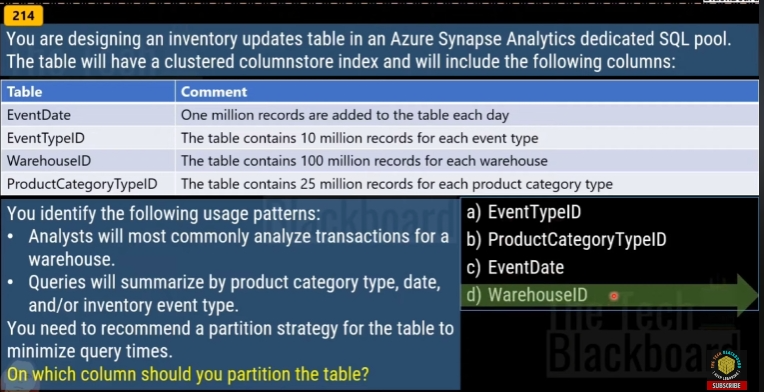 214
You are designing an inventory updates table in an Azure Synapse Analytics dedicated SQL pool.
The table will have a clustered columnstore index and will include the following columns:
Table Comment
EventDate One million records are added to the table each day
EventTypeID The table contains 10 million records for each event type
WarehouseID The table contains 100 million records for each warehouse
ProductCategoryTypeID The table contains 25 million records for each product category type
You identify the following usage patterns:
• Analysts will most commonly analyze transactions for a
warehouse.
• Queries will summarize by product category type, date,
and/or inventory event type.
You need to recommend a partition strategy for the table to
minimize query times.
On which column should you partition the table?
a) EventTypeID
b) ProductCategoryTypeID
c) EventDate
d) WarehouseID
The Tech
Blackboard
SUBSCRIBE